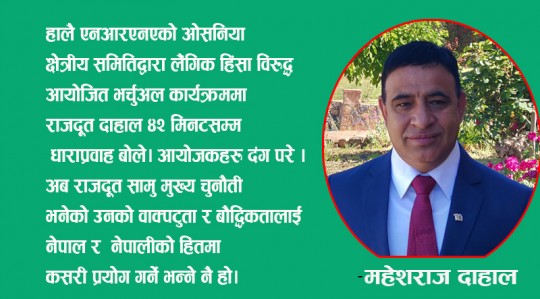 हालै एनआरएनएको ओसनिया
क्षेत्रीय समितिद्वारा लैगिक हिंसा विरुद्ध
आयोजित भर्चुअल कार्यक्रममा
राजदूत दाहाल ४२ मिनटसम्म
धाराप्रवाह बोले। आयोजकहरु दंग परे ।
अब राजदूत सामु मुख्य चुनौती
भनेको उनको वाक्पटुता र बौद्धिकतालाई
नेपाल र नेपालीको हितमा
कसरी प्रयोग गर्ने भन्ने नै हो।
-महेशराज दाहाल